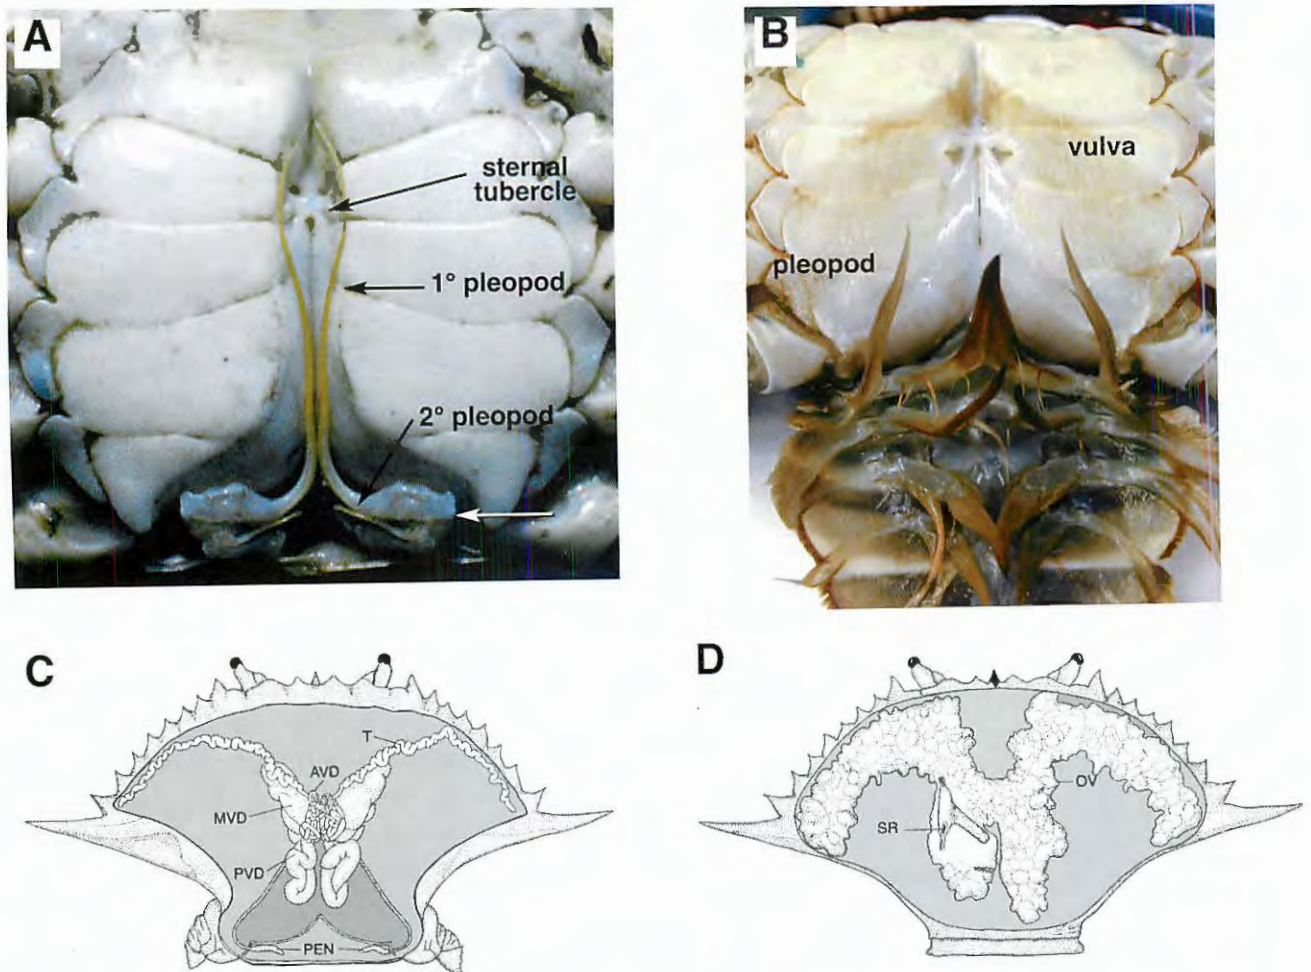 A
sternal
tubercle
1° pleopod
2° pleopod
B
vulva
pleopod
C
T
AVD
MVD
PVD
PEN
D
OV
SR